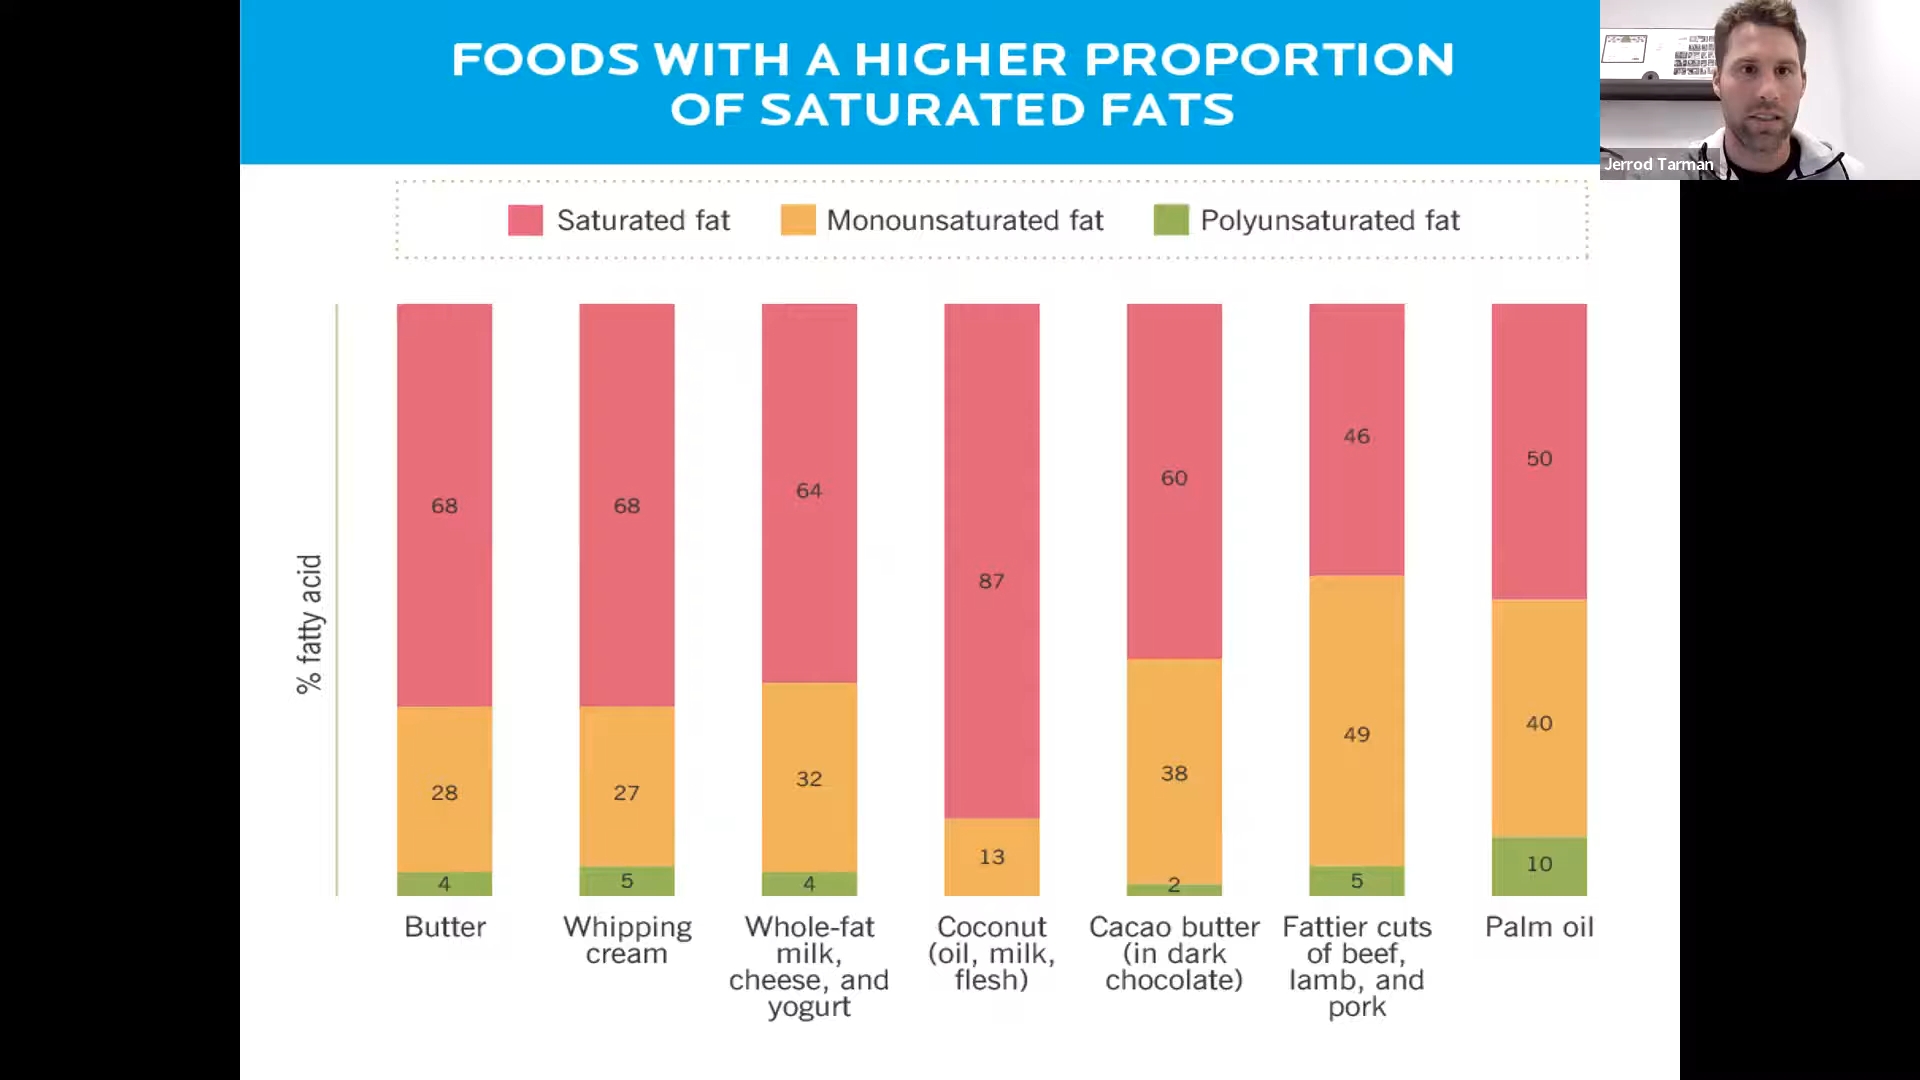 FOODS WITH A HIGHER PROPORTION
OF SATURATED FATS
Jerrod Tarman
Saturated fat
Monounsaturated fat
Polyunsaturated fat
% fatty acid
68
28
4
68
27
5
64
32
4
87
13
60
38
2
46
49
5
50
40
10
Butter
Whipping
cream
Whole-fat
milk,
cheese, and
yogurt
Coconut
(oil, milk,
flesh)
Cacao butter
(in dark
chocolate)
Fattier cuts
of beef,
lamb, and
pork
Palm oil